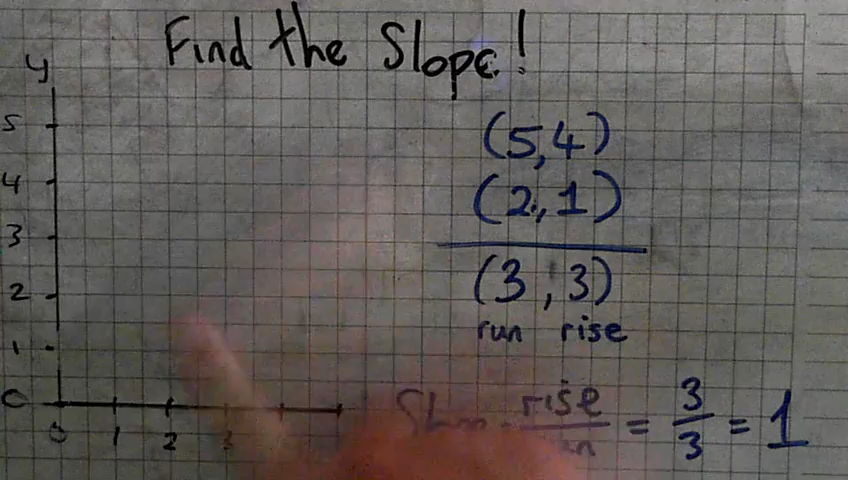 Find the Slope!
y
5
4
3
2
1
0
0 1 2 3
(5,4)
(2,1)
(3,3)
run rise
rise
= 3/3 = 1